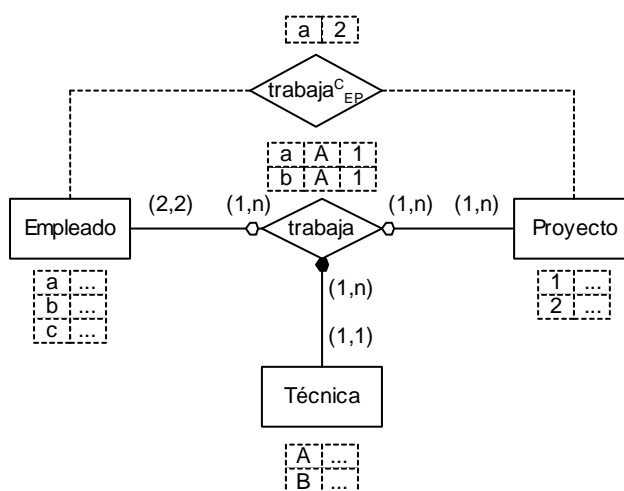 a 2
trabaja^C_EP
a A 1
b A 1
(2,2) (1,n) (1,n) (1,n)
Empleado trabaja Proyecto
a ...
b ...
c ...
1 ...
2 ...
(1,n)
(1,1)
Técnica
A ...
B ...